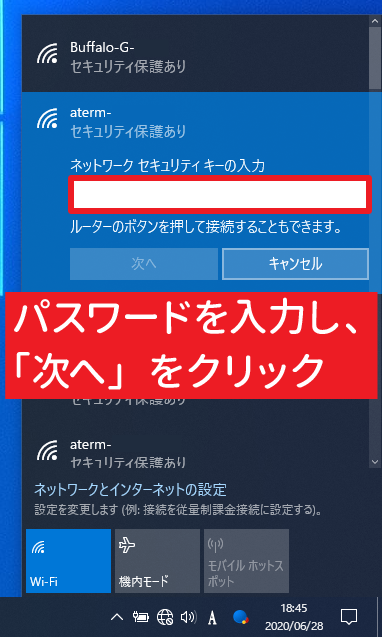 Buffalo-G-
セキュリティ保護あり
aterm-
セキュリティ保護あり
ネットワーク セキュリティ キーの入力
ルーターのボタンを押して接続することもできます。
次へ
キャンセル
パスワードを入力し、
「次へ」をクリック
セキュリティ保護あり
aterm-
セキュリティ保護あり
ネットワークとインターネットの設定
設定を変更します (例: 接続を従量制課金接続に設定する)。
Wi-Fi
機内モード
モバイル ホットス
ポット
A
18:45
2020/06/28